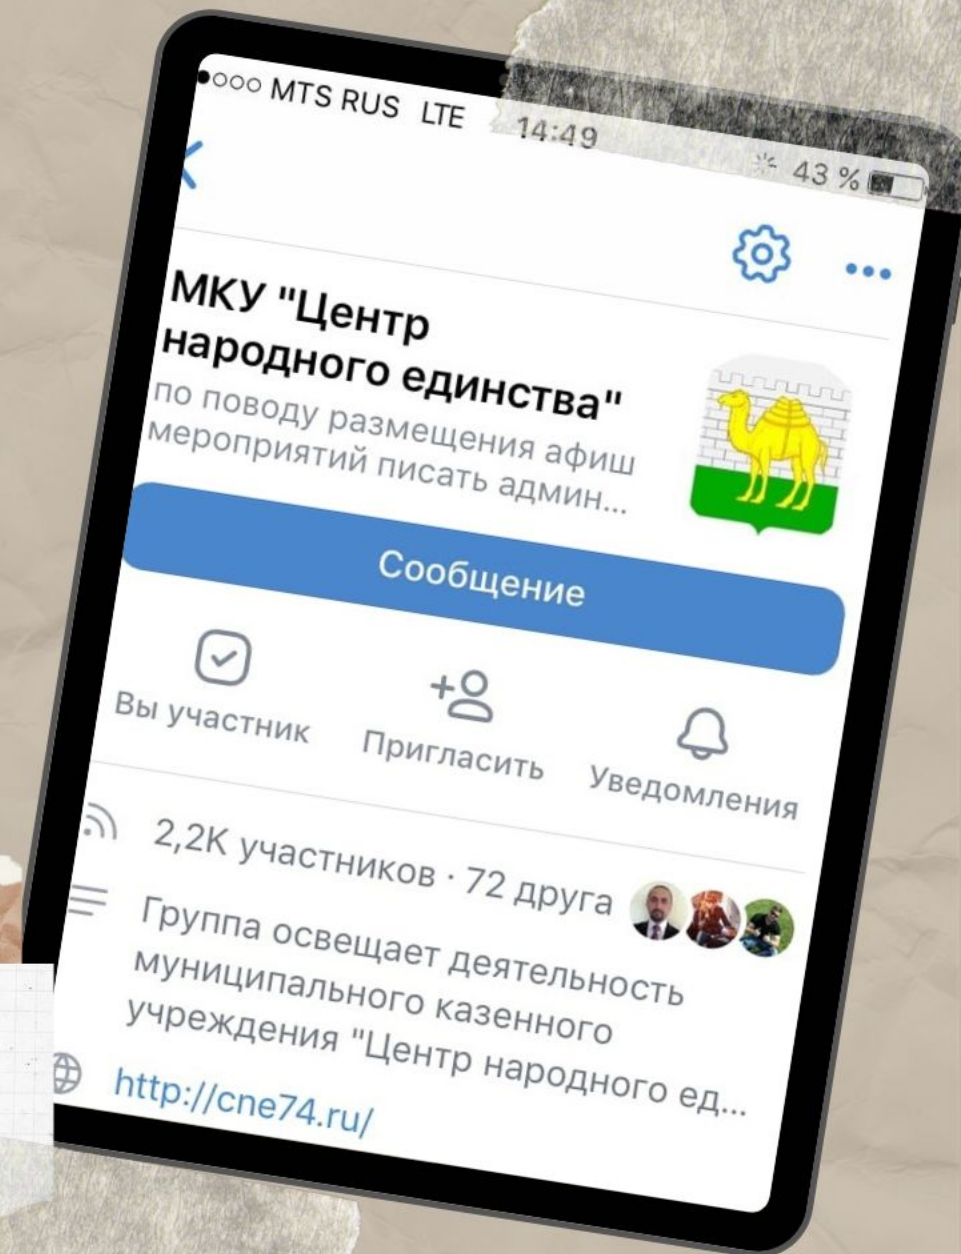 MTS RUS LTE 14:49 43 %
МКУ "Центр
народного единства"
по поводу размещения афиш
мероприятий писать админ...
Сообщение
Вы участник
Пригласить
Уведомления
2,2K участников · 72 друга
Группа освещает деятельность
муниципального казенного
учреждения "Центр народного ед...
http://cne74.ru/